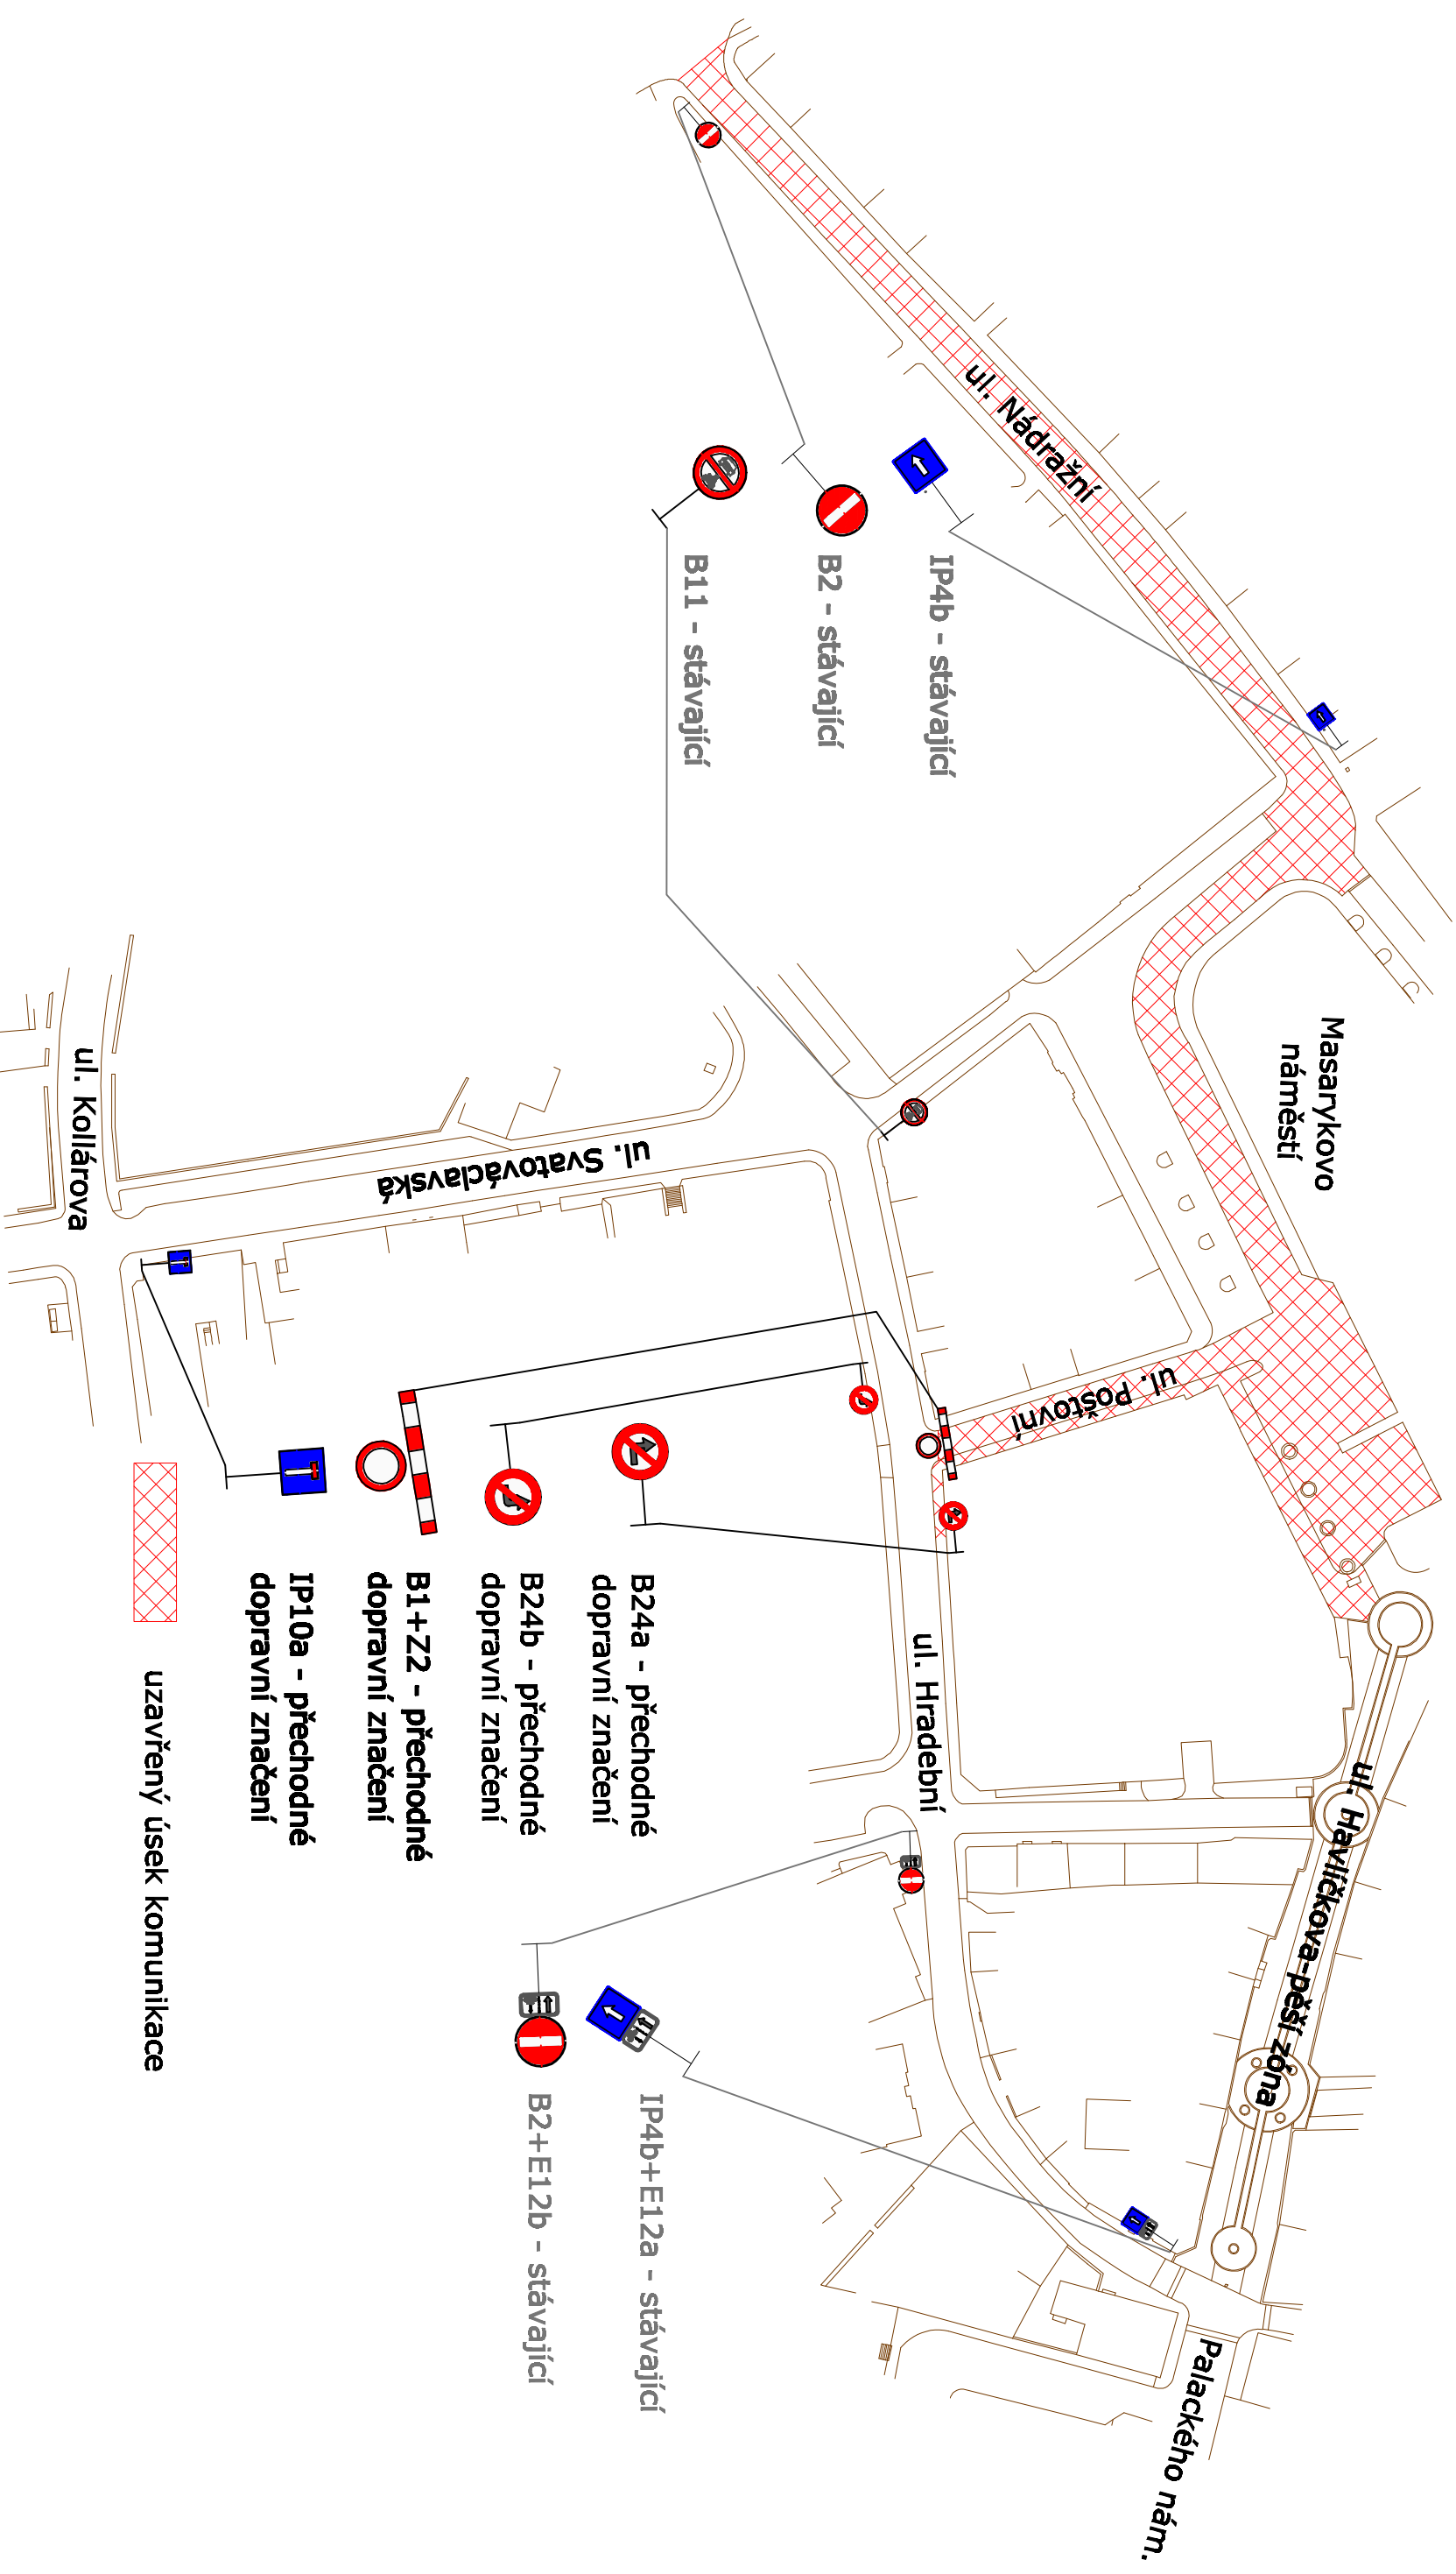 Masarykovo
náměstí
ul. Nádražní
IP4b - stávající
B2 - stávající
B11 - stávající
ul. Poštovní
ul. Svatováclavská
ul. Kollárova
ul. Hradební
ul. Havlíčkova-pěší zóna
Palackého nám.
B24a - přechodné
dopravní značení
B24b - přechodné
dopravní značení
B1+Z2 - přechodné
dopravní značení
IP10a - přechodné
dopravní značení
uzavřený úsek komunikace
IP4b+E12a - stávající
B2+E12b - stávající